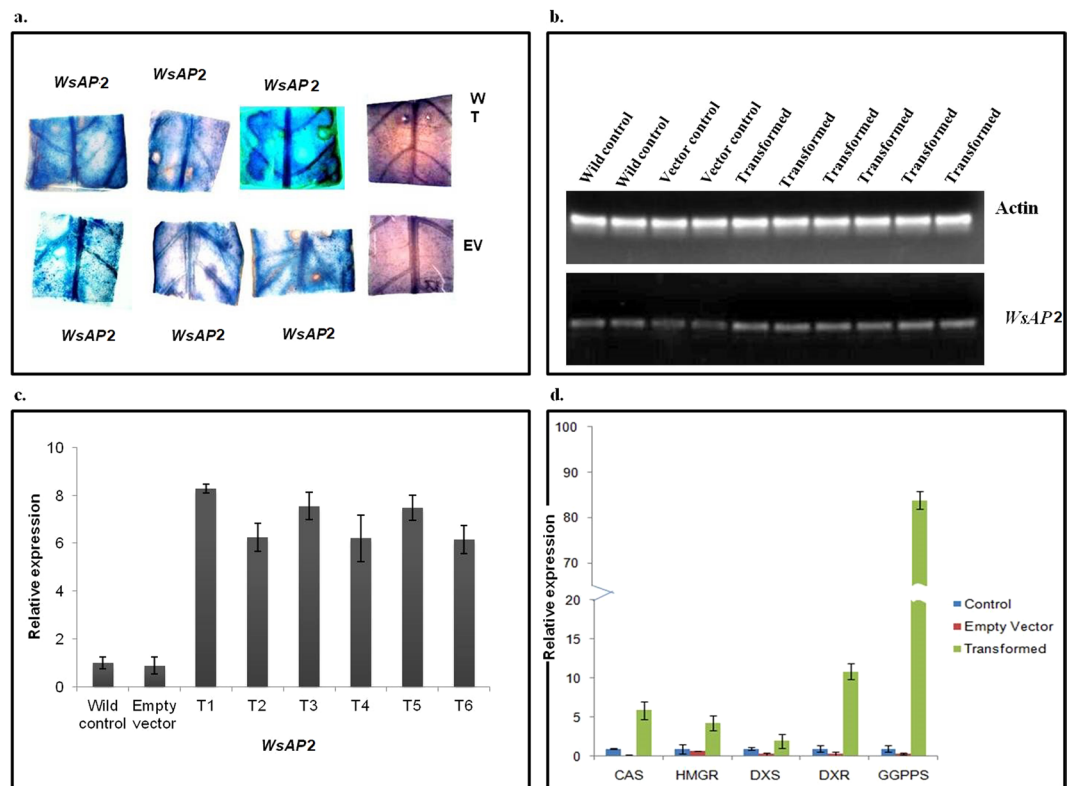 a.
WsAP2
WsAP2
WsAP2
W
T
EV
WsAP2
WsAP2
WsAP2
b.
Wild control
Wild control
Vector control
Vector control
Transformed
Transformed
Transformed
Transformed
Transformed
Transformed
Actin
WsAP2
c.
Relative expression
10
8
6
4
2
0
Wild control
Empty vector
T1
T2
T3
T4
T5
T6
WsAP2
d.
Relative expression
100
90
80
70
20
15
10
5
0
CAS
HMGR
DXS
DXR
GGPPS
Control
Empty Vector
Transformed